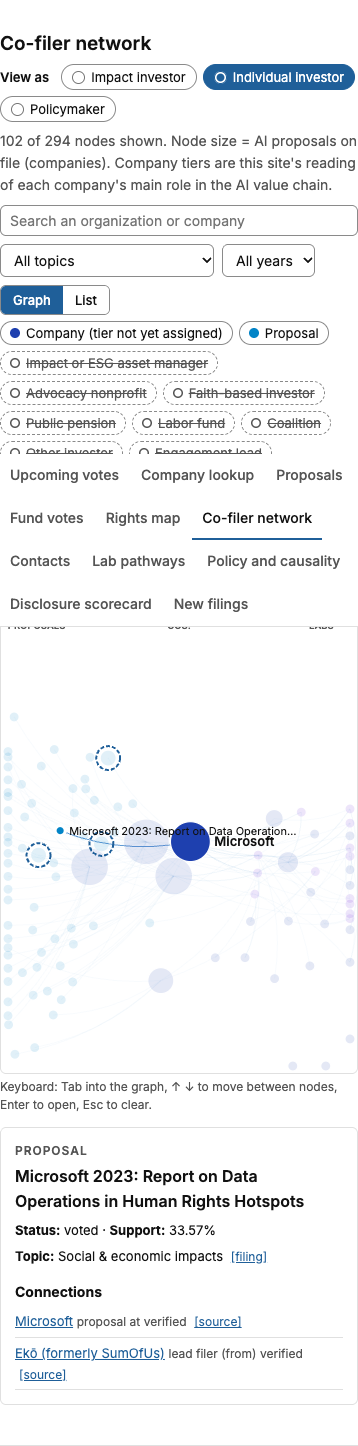 Co-filer network
View as Impact investor Individual investor
Policymaker
102 of 294 nodes shown. Node size = AI proposals on
file (companies). Company tiers are this site's reading
of each company's main role in the AI value chain.
Search an organization or company
All topics All years
Graph List
Company (tier not yet assigned) Proposal
Impact or ESG asset manager
Advocacy nonprofit Faith-based investor
Public pension Labor fund Coalition
Other investor Engagement lead
Upcoming votes Company lookup Proposals
Fund votes Rights map Co-filer network
Contacts Lab pathways Policy and causality
Disclosure scorecard New filings
Microsoft 2023: Report on Data Operation...
Microsoft
Keyboard: Tab into the graph, ↑ ↓ to move between nodes,
Enter to open, Esc to clear.
PROPOSAL
Microsoft 2023: Report on Data
Operations in Human Rights Hotspots
Status: voted · Support: 33.57%
Topic: Social & economic impacts [filing]
Connections
Microsoft proposal at verified [source]
Ekō (formerly SumOfUs) lead filer (from) verified
[source]